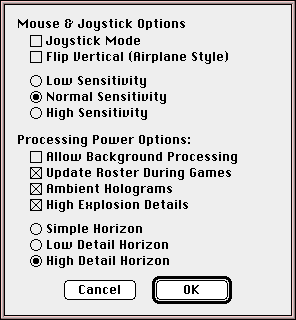 Mouse & Joystick Options
Joystick Mode
Flip Vertical (Airplane Style)
Low Sensitivity
Normal Sensitivity
High Sensitivity
Processing Power Options:
Allow Background Processing
Update Roster During Games
Ambient Holograms
High Explosion Details
Simple Horizon
Low Detail Horizon
High Detail Horizon
Cancel OK